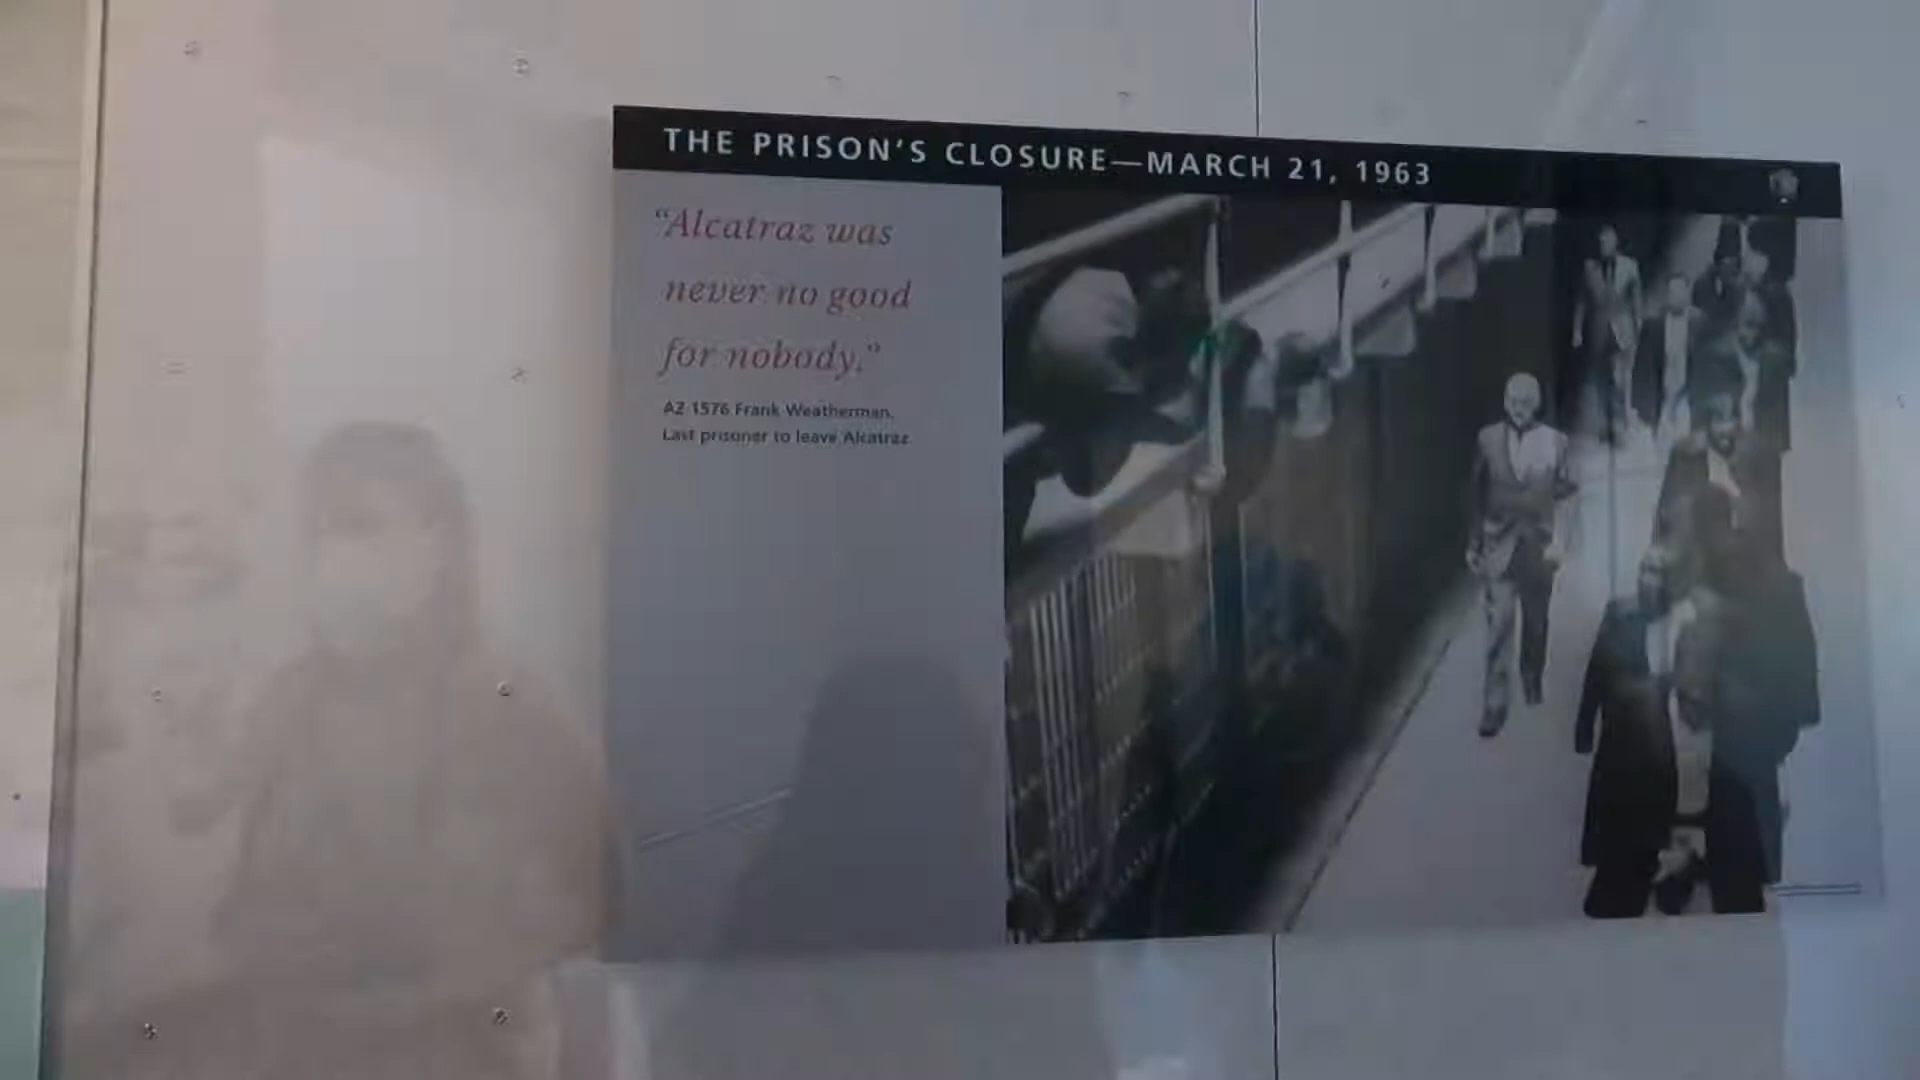 THE PRISON'S CLOSURE—MARCH 21, 1963
“Alcatraz was
never no good
for nobody.”
AZ 1576 Frank Weatherman,
Last prisoner to leave Alcatraz